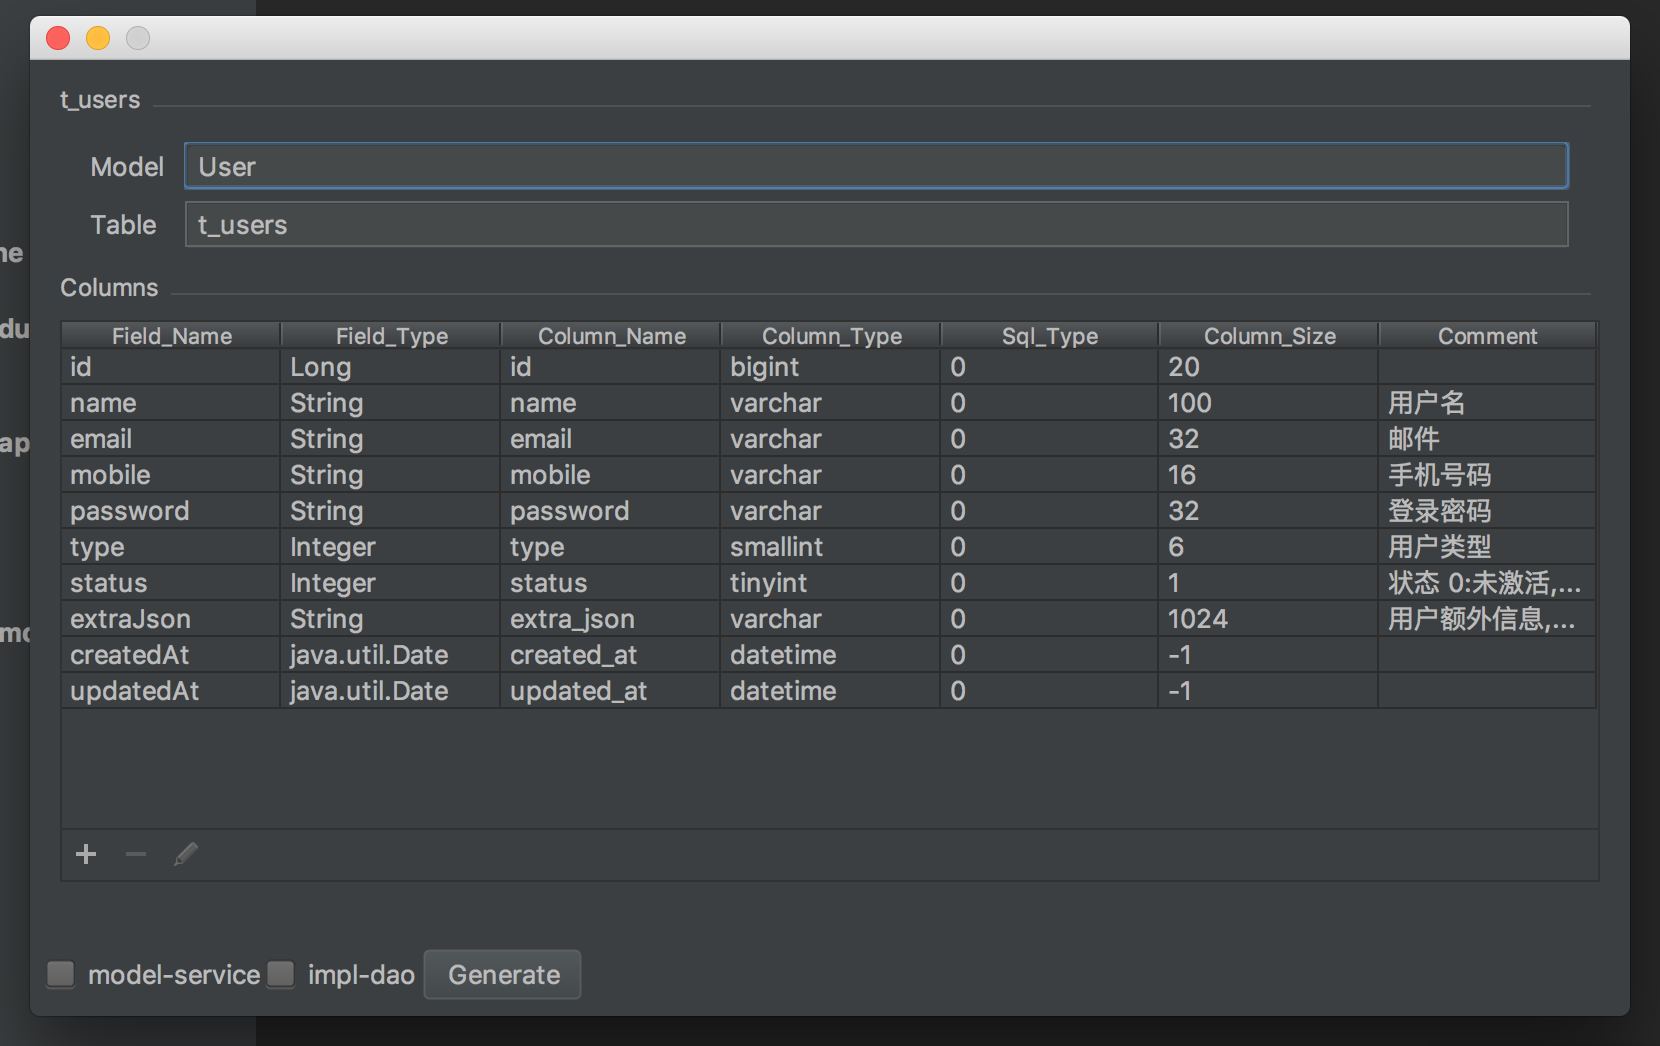 t_users
Model User
Table t_users
Columns
Field_Name Field_Type Column_Name Column_Type Sql_Type Column_Size Comment
id Long id bigint 0 20
name String name varchar 0 100 用户名
email String email varchar 0 32 邮件
mobile String mobile varchar 0 16 手机号码
password String password varchar 0 32 登录密码
type Integer type smallint 0 6 用户类型
status Integer status tinyint 0 1 状态 0:未激活,...
extraJson String extra_json varchar 0 1024 用户额外信息,...
createdAt java.util.Date created_at datetime 0 -1
updatedAt java.util.Date updated_at datetime 0 -1
model-service impl-dao Generate